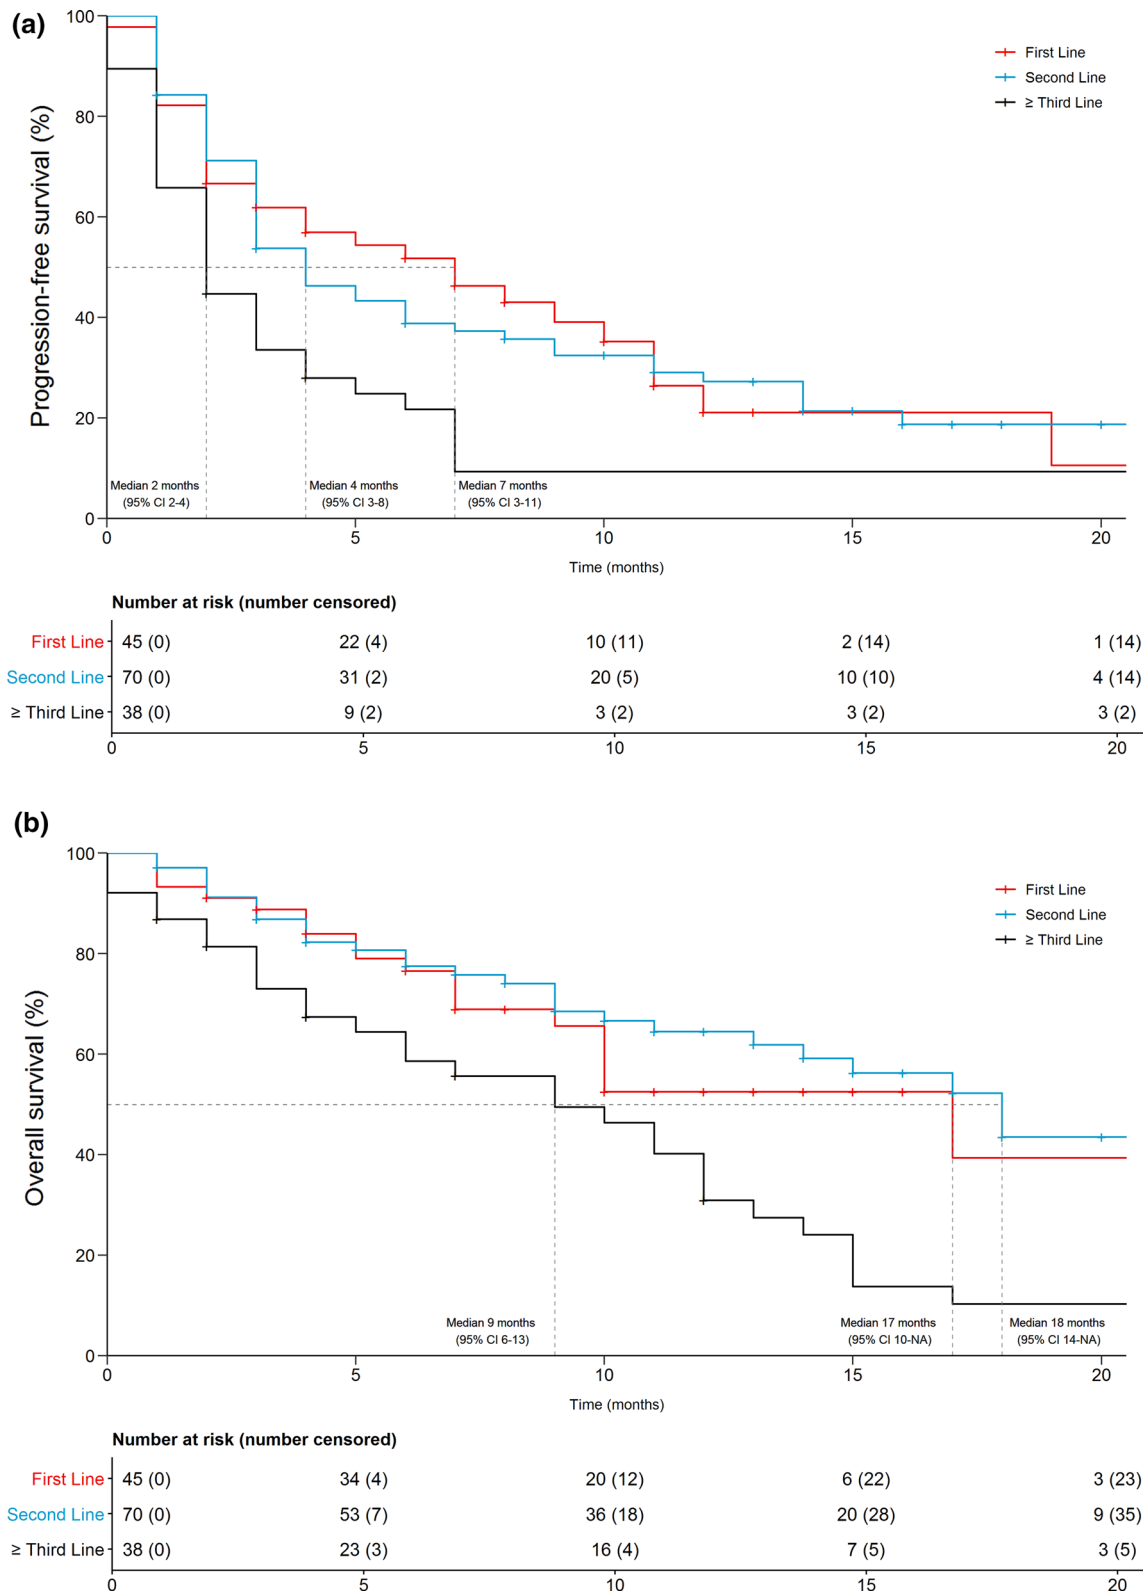 (a)
Progression-free survival (%)
100
80
60
40
20
0
First Line
Second Line
≥ Third Line
Median 2 months
(95% CI 2-4)
Median 4 months
(95% CI 3-8)
Median 7 months
(95% CI 3-11)
0 5 10 15 20
Time (months)
Number at risk (number censored)
First Line 45 (0) 22 (4) 10 (11) 2 (14) 1 (14)
Second Line 70 (0) 31 (2) 20 (5) 10 (10) 4 (14)
≥ Third Line 38 (0) 9 (2) 3 (2) 3 (2) 3 (2)
0 5 10 15 20
(b)
Overall survival (%)
100
80
60
40
20
0
First Line
Second Line
≥ Third Line
Median 9 months
(95% CI 6-13)
Median 17 months
(95% CI 10-NA)
Median 18 months
(95% CI 14-NA)
0 5 10 15 20
Time (months)
Number at risk (number censored)
First Line 45 (0) 34 (4) 20 (12) 6 (22) 3 (23)
Second Line 70 (0) 53 (7) 36 (18) 20 (28) 9 (35)
≥ Third Line 38 (0) 23 (3) 16 (4) 7 (5) 3 (5)
0 5 10 15 20